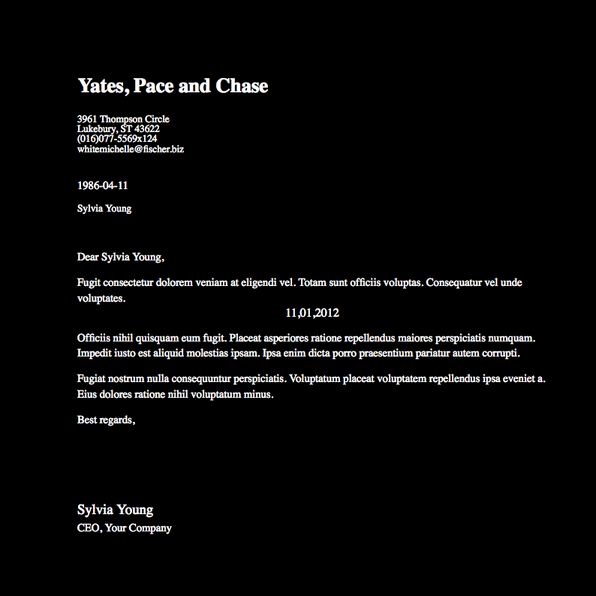 Yates, Pace and Chase
3961 Thompson Circle
Lukebury, ST 43622
(016)077-5569x124
whitemichelle@fischer.biz
1986-04-11
Sylvia Young
Dear Sylvia Young,
Fugit consectetur dolorem veniam at eligendi vel. Totam sunt officiis voluptas. Consequatur vel unde
voluptates.
11,01,2012
Officiis nihil quisquam eum fugit. Placeat asperiores ratione repellendus maiores perspiciatis numquam.
Impedit iusto est aliquid molestias ipsam. Ipsa enim dicta porro praesentium pariatur autem corrupti.
Fugiat nostrum nulla consequuntur perspiciatis. Voluptatum placeat voluptatem repellendus ipsa eveniet a.
Eius dolores ratione nihil voluptatum minus.
Best regards,
Sylvia Young
CEO, Your Company